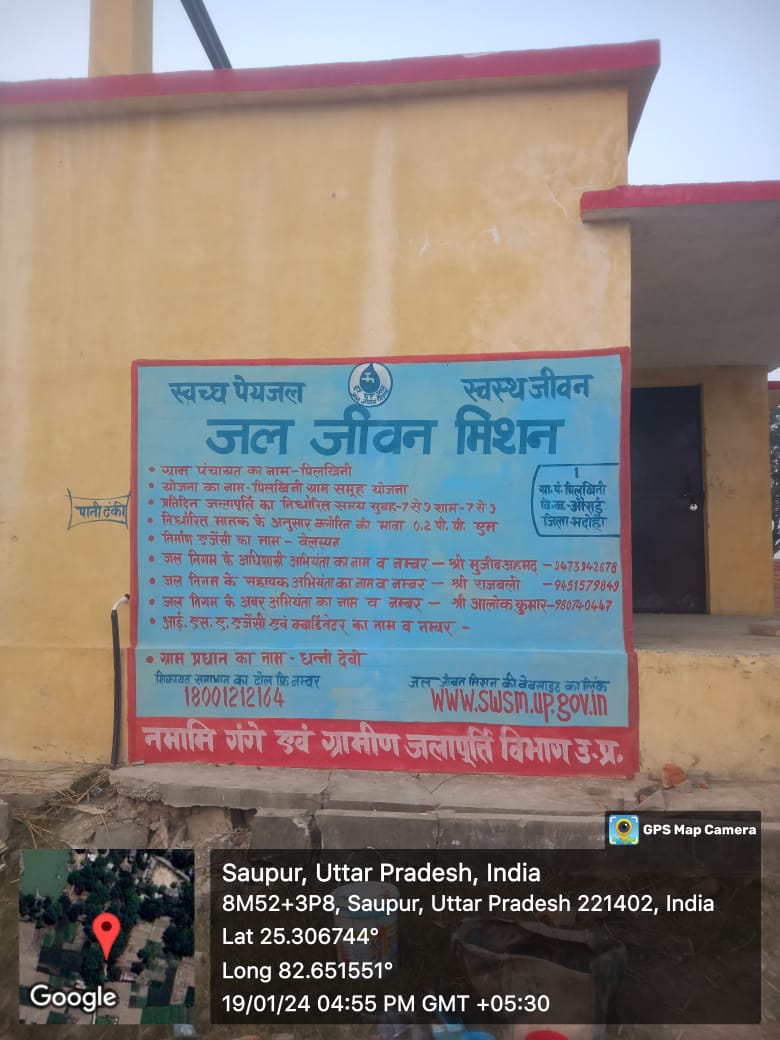 स्वच्छ पेयजल
स्वस्थ जीवन
जल जीवन मिशन
• ग्राम पंचायत का नाम - पिलखिनी
• योजना का नाम - पिलखिनी ग्राम समूह योजना
• प्रतिदिन जलापूर्ति का निर्धारित समय सुबह - 7 से 9 शाम - 7 से 9
• निर्धारित मानक के अनुसार क्लोरिन की मात्रा 0.2 पी. पी. एम
• निर्माण एजेंसी का नाम - वेलस्पन
• जल निगम के अधिशासी अभियंता का नाम व नम्बर - श्री मुजीब अहमद - 9473942678
• जल निगम के सहायक अभियंता का नाम व नम्बर - श्री राजबली - 9451579849
• जल निगम के अवर अभियंता का नाम व नम्बर - श्री आलोक कुमार - 980740447
• आई. एस. ए. एजेंसी एवं क्वार्डिनेटर का नाम व नम्बर -
• ग्राम प्रधान का नाम - धन्नी देवी
पानी टंकी
1
ग्रा. पं. पिलखिनी
वि. ख. - औराई
जिला - भदोही
शिकायत समाधान का टोल फ्रि नम्बर
18001212164
जल जीवन मिशन की वेबसाइट का लिंक
www.swsm.up.gov.in
नमामि गंगे एवं ग्रामीण जलापूर्ति विभाग उ. प्र.
GPS Map Camera
Saupur, Uttar Pradesh, India
8M52+3P8, Saupur, Uttar Pradesh 221402, India
Lat 25.306744°
Long 82.651551°
19/01/24 04:55 PM GMT +05:30
Google